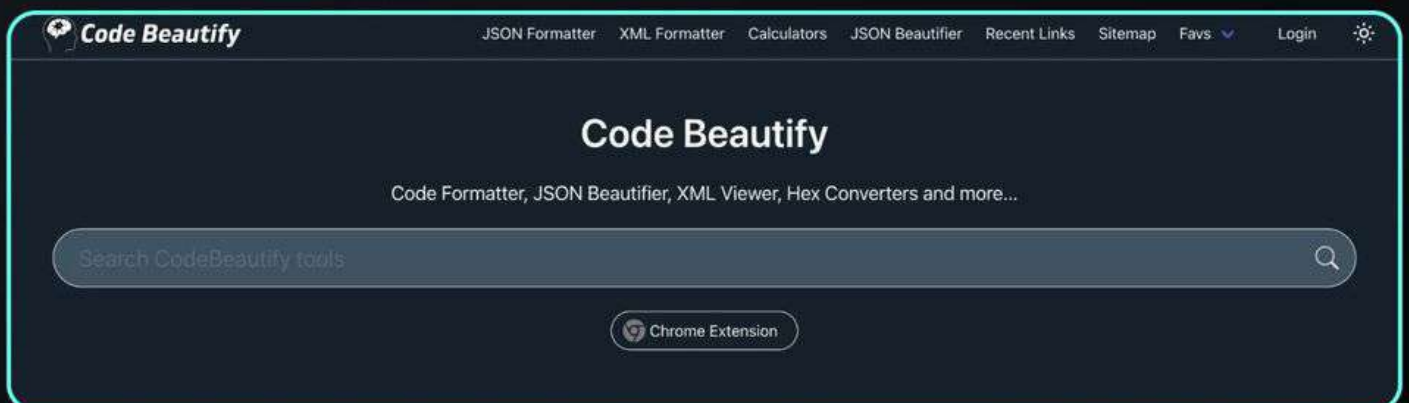 Code Beautify
JSON Formatter XML Formatter Calculators JSON Beautifier Recent Links Sitemap Favs Login
Code Beautify
Code Formatter, JSON Beautifier, XML Viewer, Hex Converters and more...
Search CodeBeautify tools
Chrome Extension